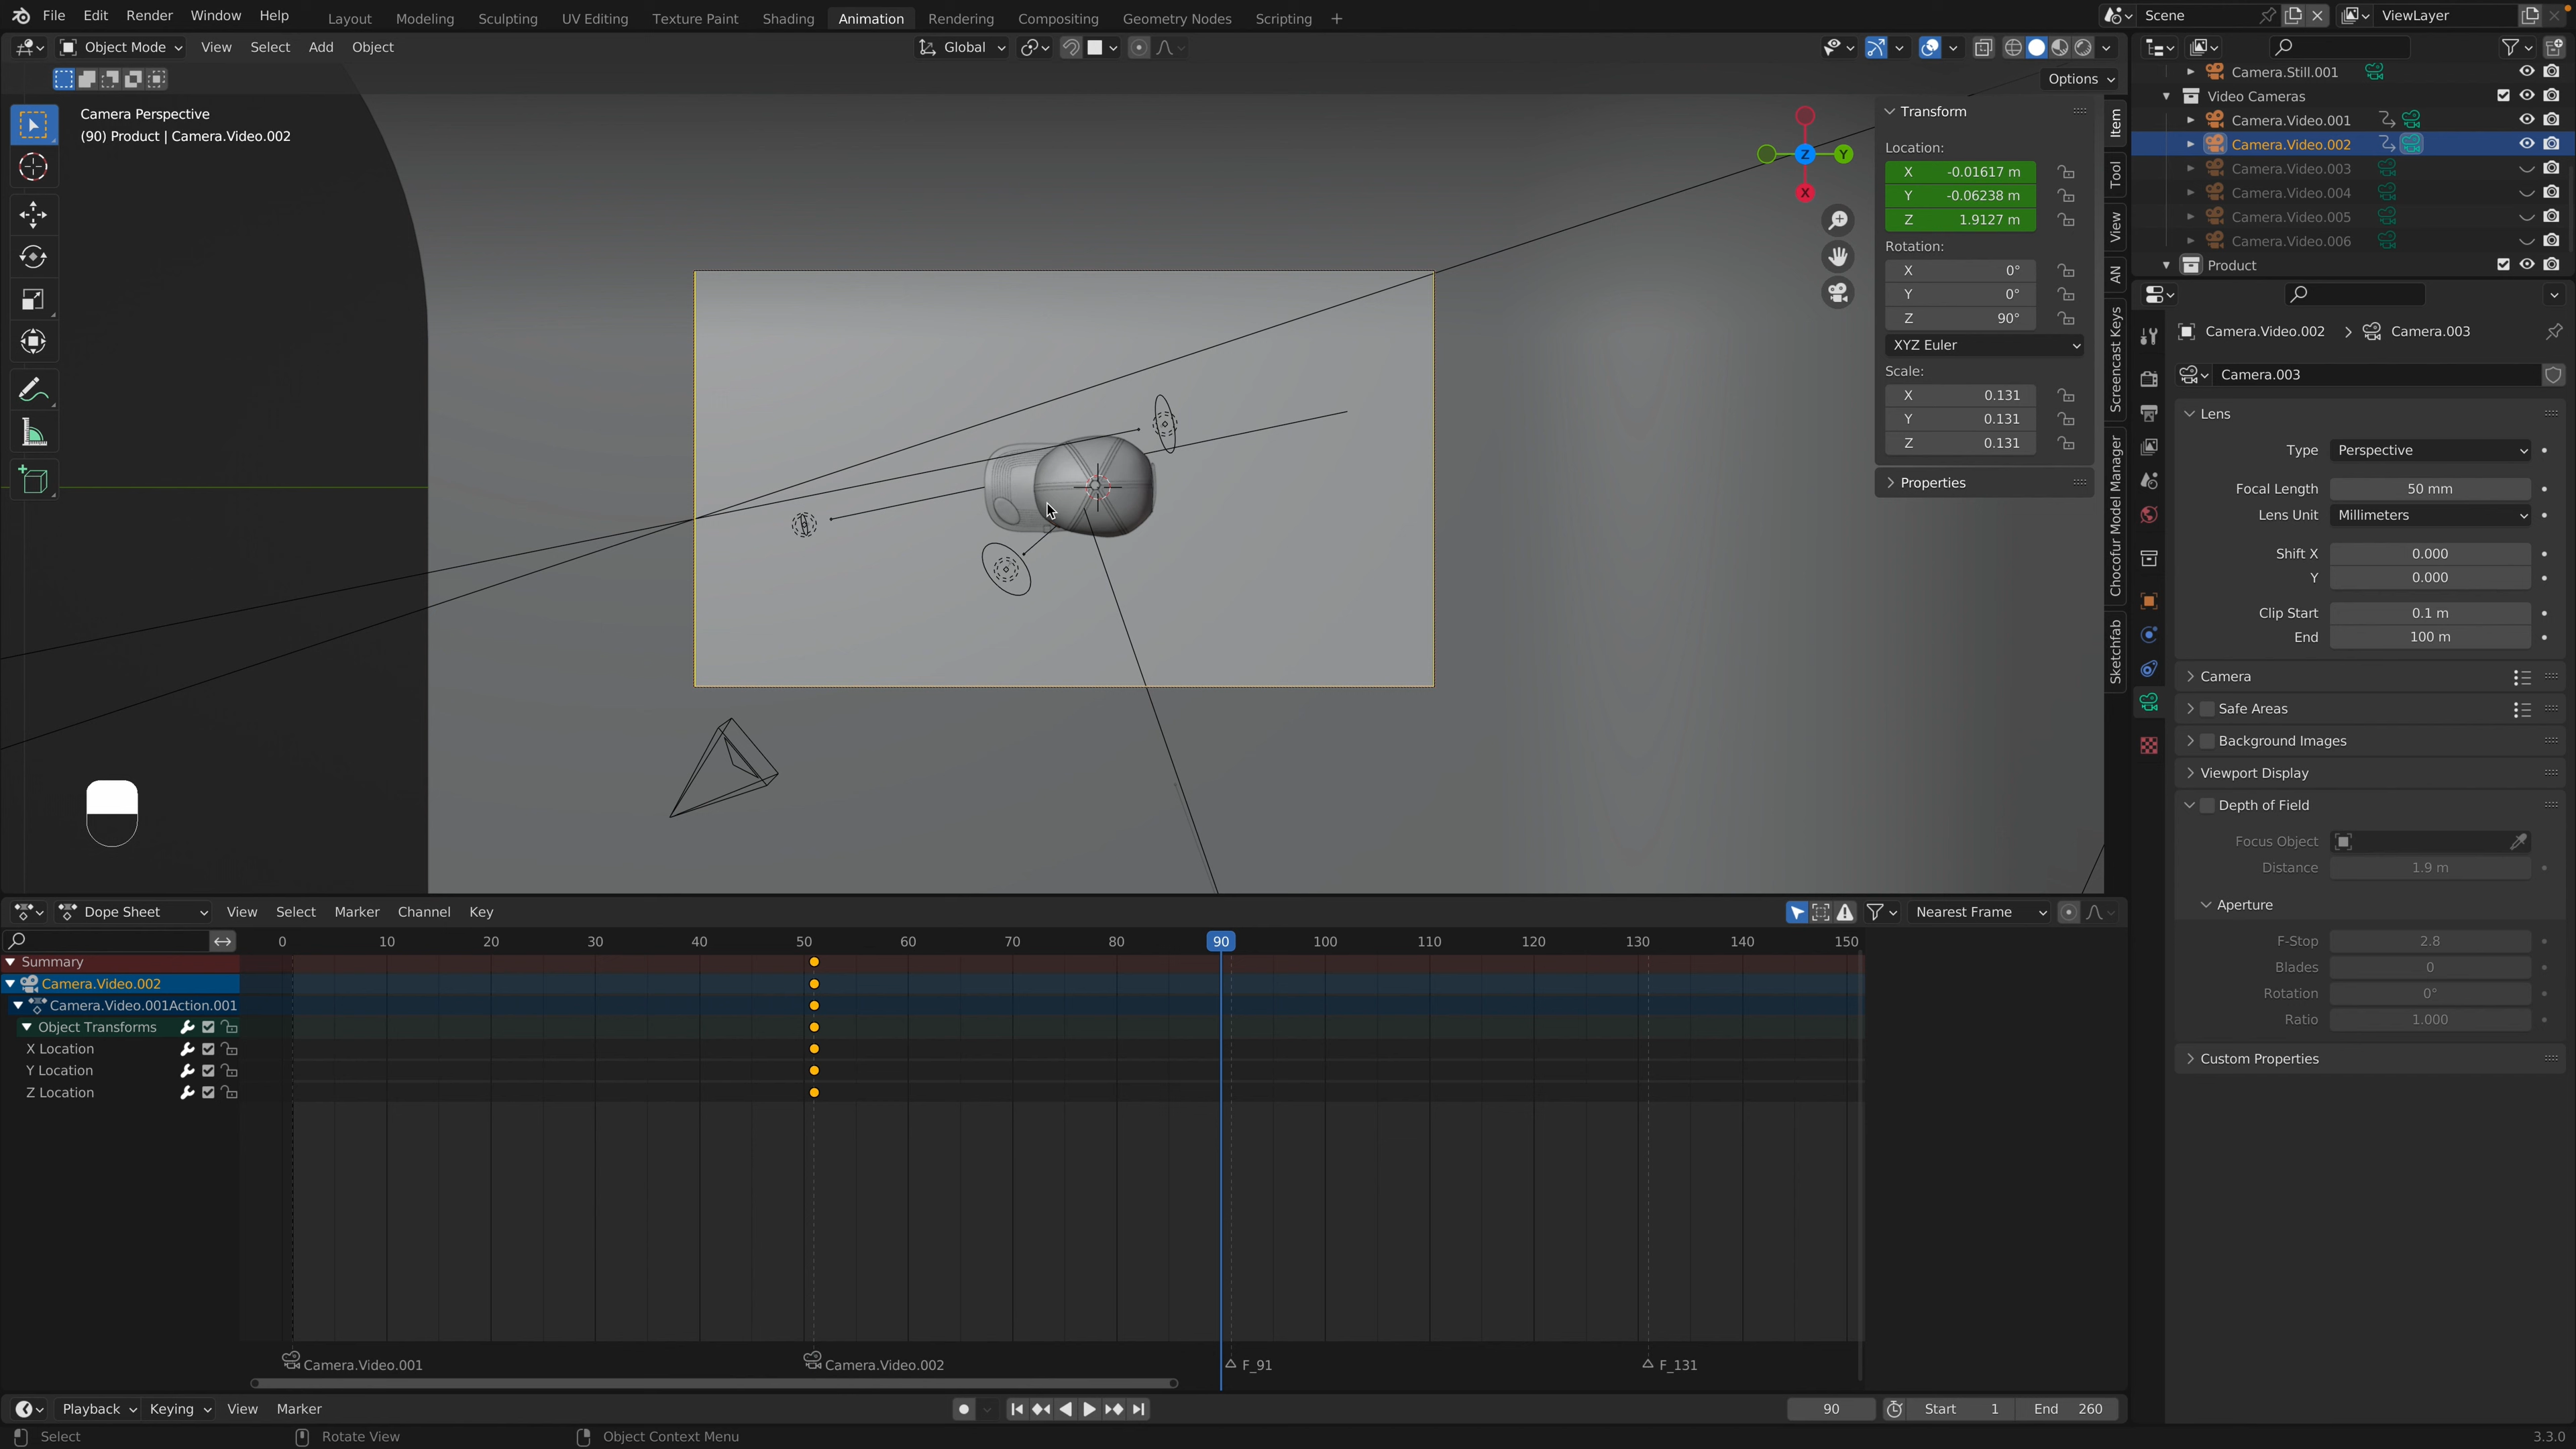 File Edit Render Window Help Layout Modeling Sculpting UV Editing Texture Paint Shading Animation Rendering Compositing Geometry Nodes Scripting + Scene ViewLayer
Object Mode View Select Add Object Global
Options
Camera Perspective
(90) Product | Camera.Video.002
Transform
Location:
X -0.01617 m
Y -0.06238 m
Z 1.9127 m
Rotation:
X 0°
Y 0°
Z 90°
XYZ Euler
Scale:
X 0.131
Y 0.131
Z 0.131
Properties
Z
Y
X
Item
Tool
View
AN
Screencast Keys
Chocofur Model Manager
Sketchfab
Camera.Still.001
Video Cameras
Camera.Video.001
Camera.Video.002
Camera.Video.003
Camera.Video.004
Camera.Video.005
Camera.Video.006
Product
Camera.Video.002 Camera.003
Camera.003
Lens
Type Perspective
Focal Length 50 mm
Lens Unit Millimeters
Shift X 0.000
Y 0.000
Clip Start 0.1 m
End 100 m
Camera
Safe Areas
Background Images
Viewport Display
Depth of Field
Focus Object
Distance 1.9 m
Aperture
F-Stop 2.8
Blades 0
Rotation 0°
Ratio 1.000
Custom Properties
Dope Sheet View Select Marker Channel Key Nearest Frame
0 10 20 30 40 50 60 70 80 90 100 110 120 130 140 150
Summary
Camera.Video.002
Camera.Video.001Action.001
Object Transforms
X Location
Y Location
Z Location
Camera.Video.001 Camera.Video.002 F_91 F_131
Playback Keying View Marker 90 Start 1 End 260
Select Rotate View Object Context Menu 3.3.0